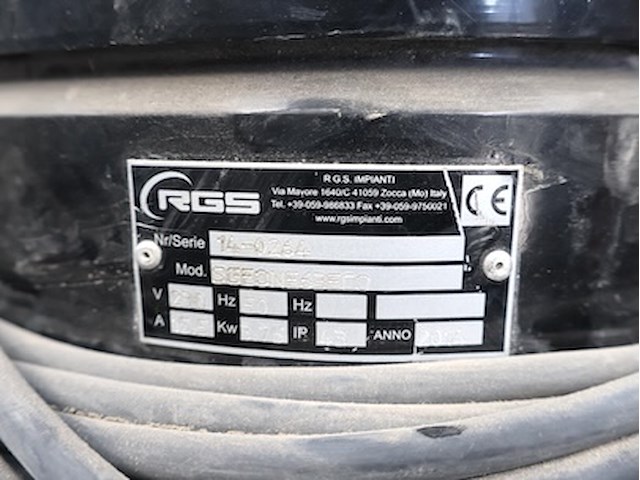 RGS
R.G.S. IMPIANTI
Via Mayore 1640/C 41059 Zocca (Mo) Italy
Tel. +39-059-986833 Fax +39-059-9750021
www.rgsimpianti.com
CE
Nr/Serie 14-0264
Mod.
V Hz Hz
A Kw IP ANNO